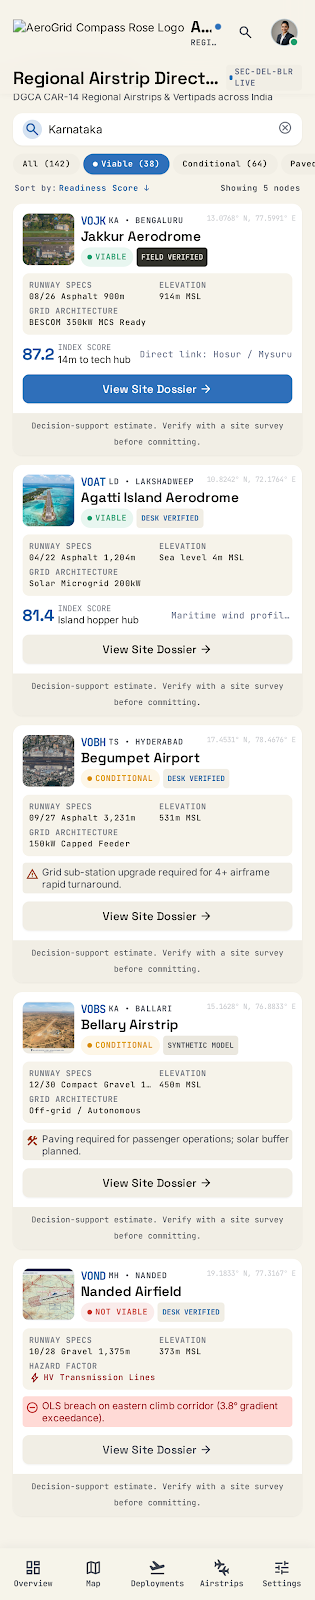 AeroGrid Compass Rose Logo
A...
REGI...
Regional Airstrip Direct...
SEC-DEL-BLR
LIVE
DGCA CAR-14 Regional Airstrips & Vertipads across India
Karnataka
All (142)
Viable (38)
Conditional (64)
Paved
Sort by: Readiness Score ↓
Showing 5 nodes
VOJK KA • BENGALURU
13.0768° N, 77.5991° E
Jakkur Aerodrome
VIABLE
FIELD VERIFIED
RUNWAY SPECS
08/26 Asphalt 900m
ELEVATION
914m MSL
GRID ARCHITECTURE
BESCOM 350kW MCS Ready
87.2
INDEX SCORE
14m to tech hub
Direct link: Hosur / Mysuru
View Site Dossier →
Decision-support estimate. Verify with a site survey
before committing.
VOAT LD • LAKSHADWEEP
10.8242° N, 72.1764° E
Agatti Island Aerodrome
VIABLE
DESK VERIFIED
RUNWAY SPECS
04/22 Asphalt 1,204m
ELEVATION
Sea level 4m MSL
GRID ARCHITECTURE
Solar Microgrid 200kW
81.4
INDEX SCORE
Island hopper hub
Maritime wind profil…
View Site Dossier →
Decision-support estimate. Verify with a site survey
before committing.
VOBH TS • HYDERABAD
17.4531° N, 78.4676° E
Begumpet Airport
CONDITIONAL
DESK VERIFIED
RUNWAY SPECS
09/27 Asphalt 3,231m
ELEVATION
531m MSL
GRID ARCHITECTURE
150kW Capped Feeder
Grid sub-station upgrade required for 4+ airframe
rapid turnaround.
View Site Dossier →
Decision-support estimate. Verify with a site survey
before committing.
VOBS KA • BALLARI
15.1628° N, 76.8833° E
Bellary Airstrip
CONDITIONAL
SYNTHETIC MODEL
RUNWAY SPECS
12/30 Compact Gravel 1…
ELEVATION
450m MSL
GRID ARCHITECTURE
Off-grid / Autonomous
Paving required for passenger operations; solar buffer
planned.
View Site Dossier →
Decision-support estimate. Verify with a site survey
before committing.
VOND MH • NANDED
19.1833° N, 77.3167° E
Nanded Airfield
NOT VIABLE
DESK VERIFIED
RUNWAY SPECS
10/28 Gravel 1,375m
ELEVATION
373m MSL
HAZARD FACTOR
HV Transmission Lines
OLS breach on eastern climb corridor (3.8° gradient
exceedance).
View Site Dossier →
Decision-support estimate. Verify with a site survey
before committing.
Overview
Map
Deployments
Airstrips
Settings